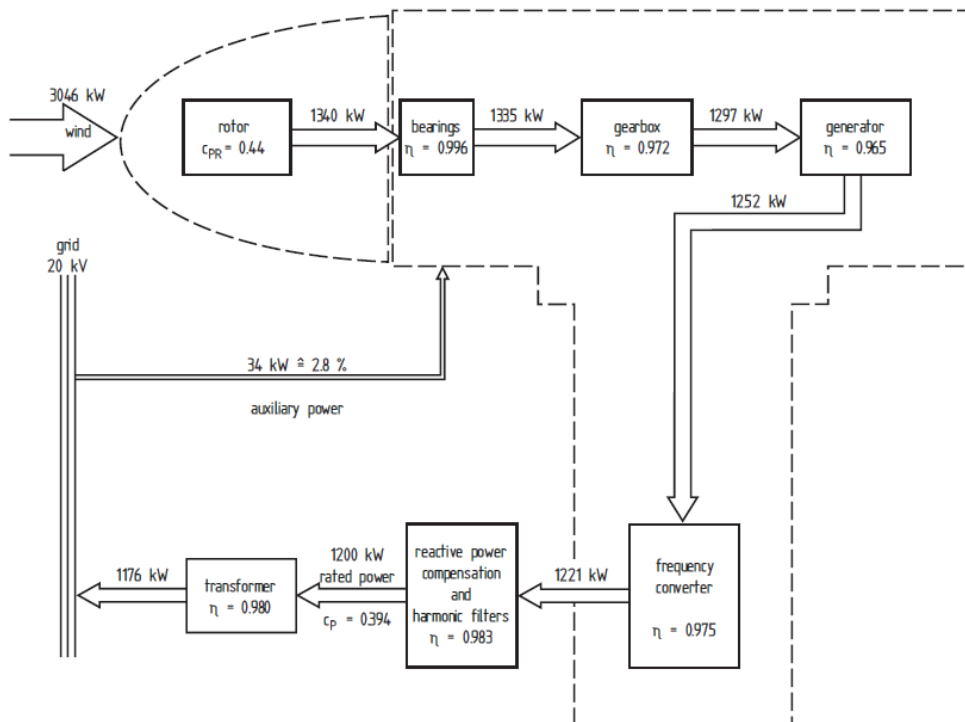 3046 kW
wind
rotor
cPR = 0.44
1340 kW
bearings
η = 0.996
1335 kW
gearbox
η = 0.972
1297 kW
generator
η = 0.965
1252 kW
grid
20 kV
34 kW ≙ 2.8 %
auxiliary power
1176 kW
transformer
η = 0.980
1200 kW
rated power
cP = 0.394
reactive power
compensation
and
harmonic filters
η = 0.983
1221 kW
frequency
converter
η = 0.975